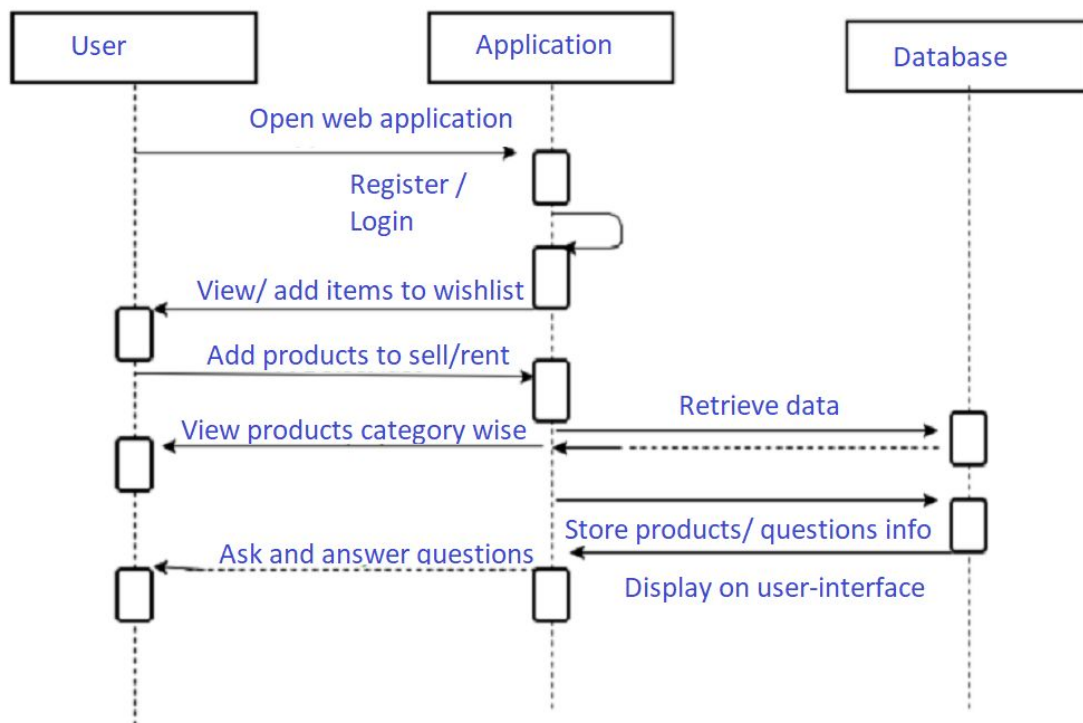 User
Application
Database
Open web application
Register /
Login
View/ add items to wishlist
Add products to sell/rent
Retrieve data
View products category wise
Store products/ questions info
Ask and answer questions
Display on user-interface